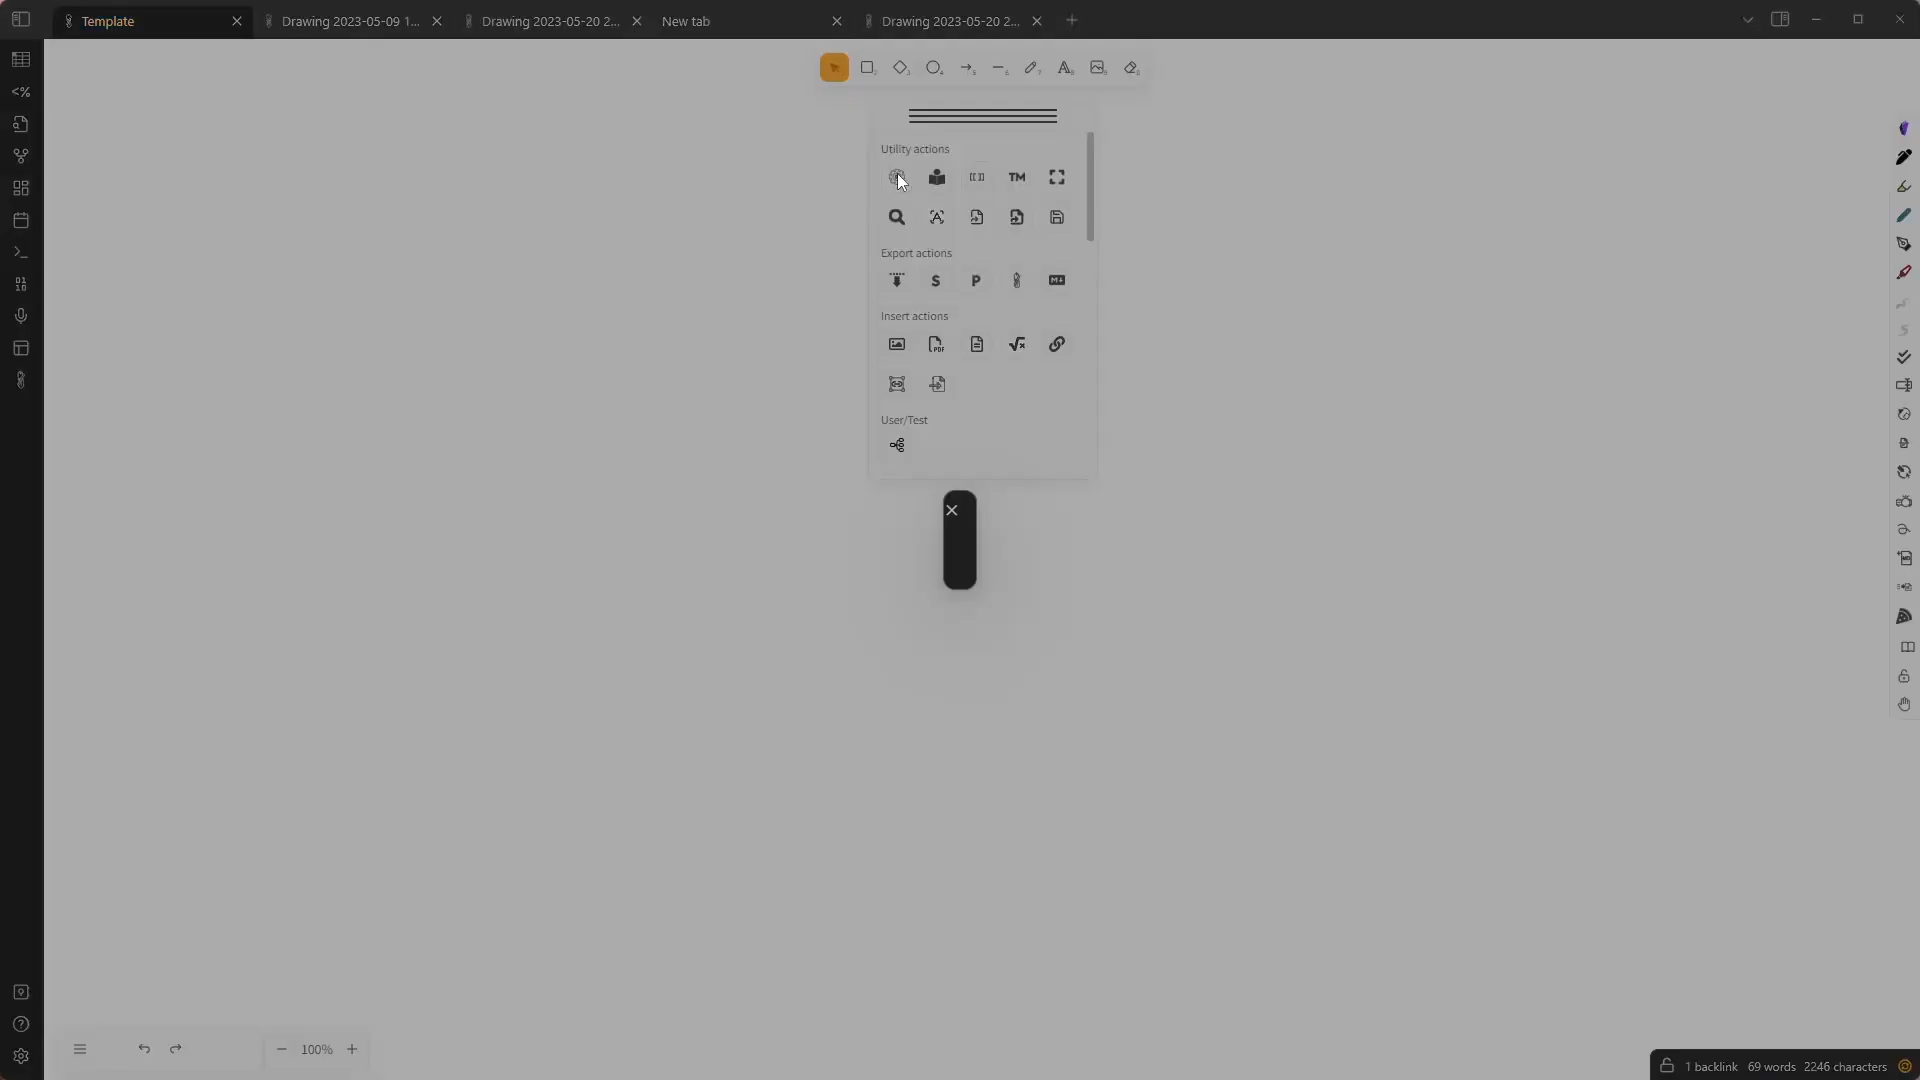 Template
Drawing 2023-05-09 1...
Drawing 2023-05-20 2...
New tab
Drawing 2023-05-20 2...
Utility actions
TM
Export actions
S
P
M
Insert actions
PDF
User/Test
100%
1 backlink 69 words 2246 characters